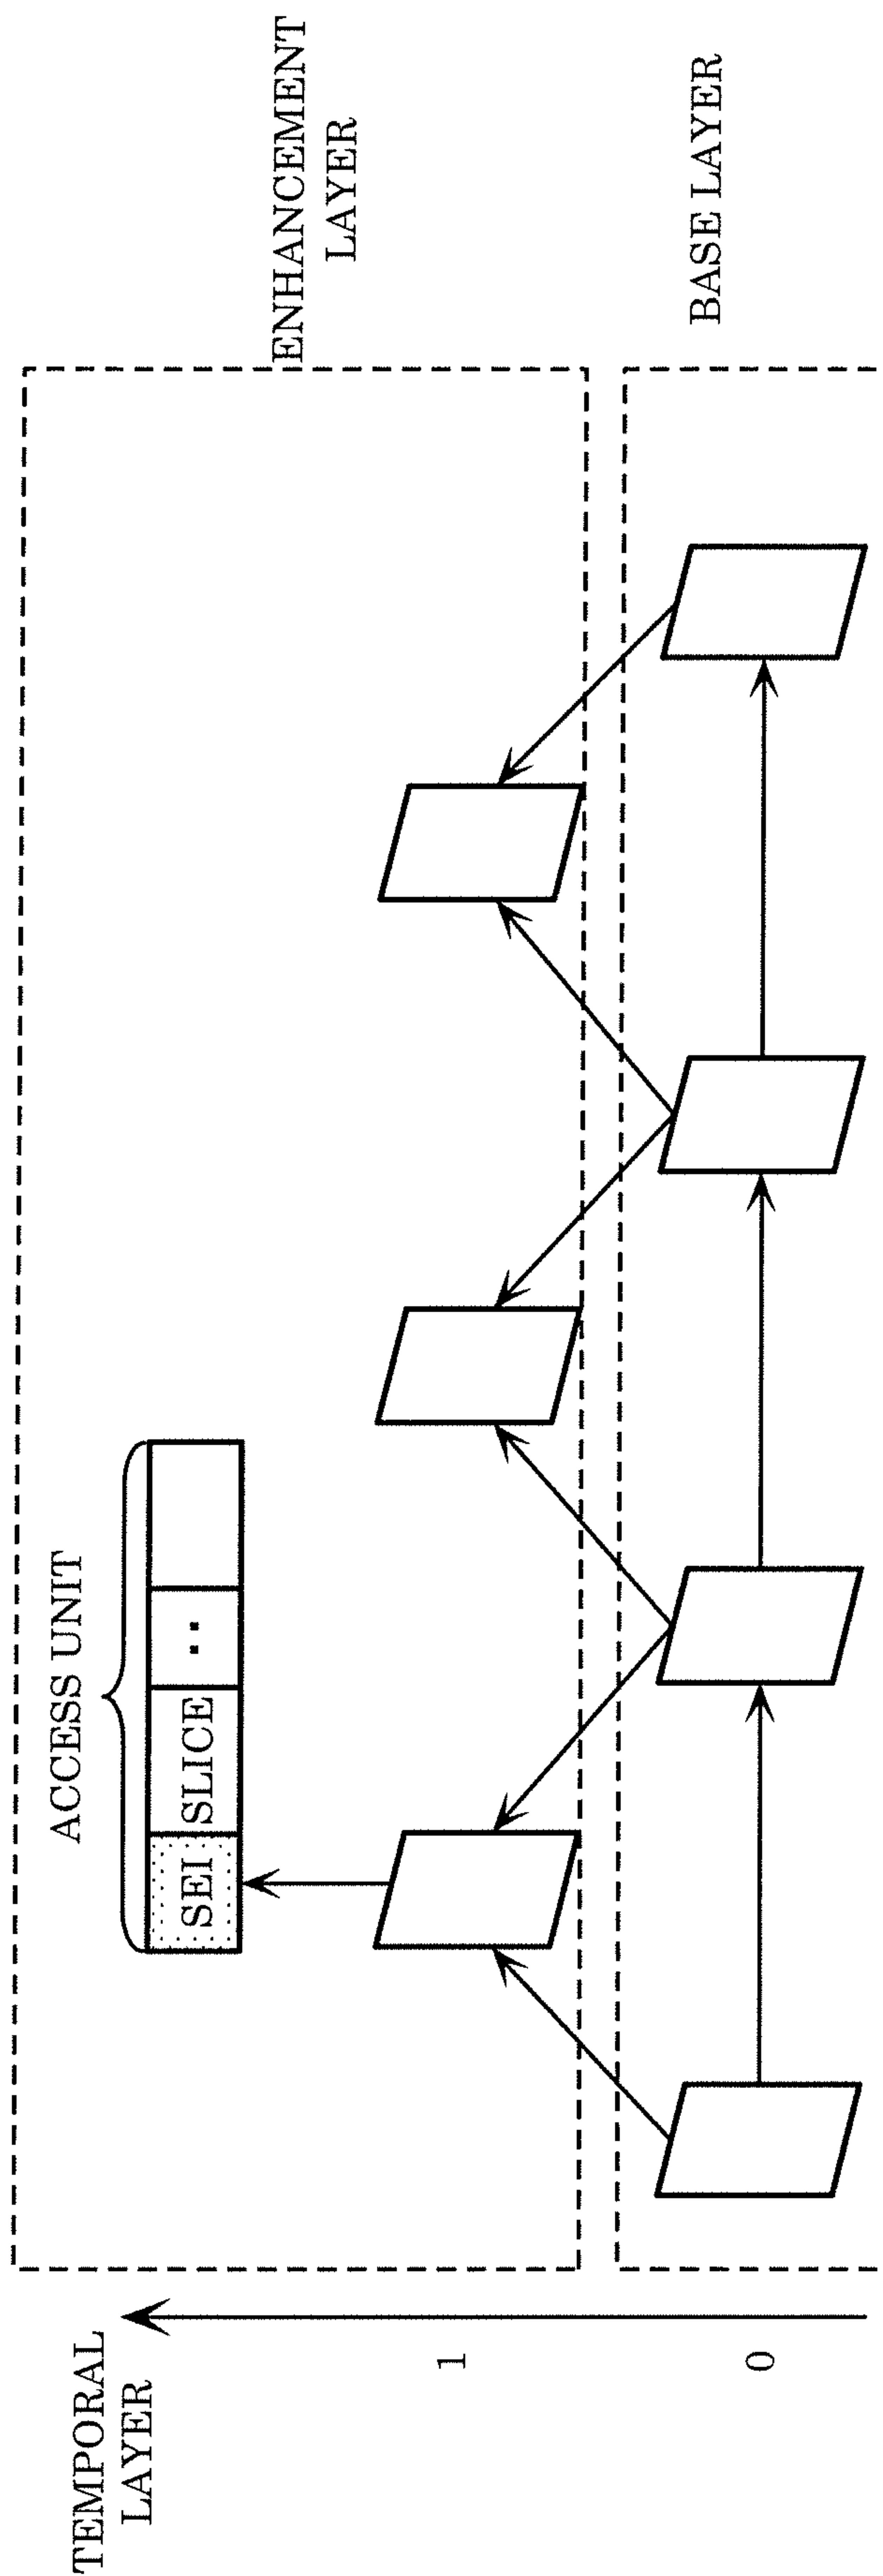 TEMPORAL
LAYER
1
0
ACCESS UNIT
SEI
SLICE
..
ENHANCEMENT
LAYER
BASE LAYER